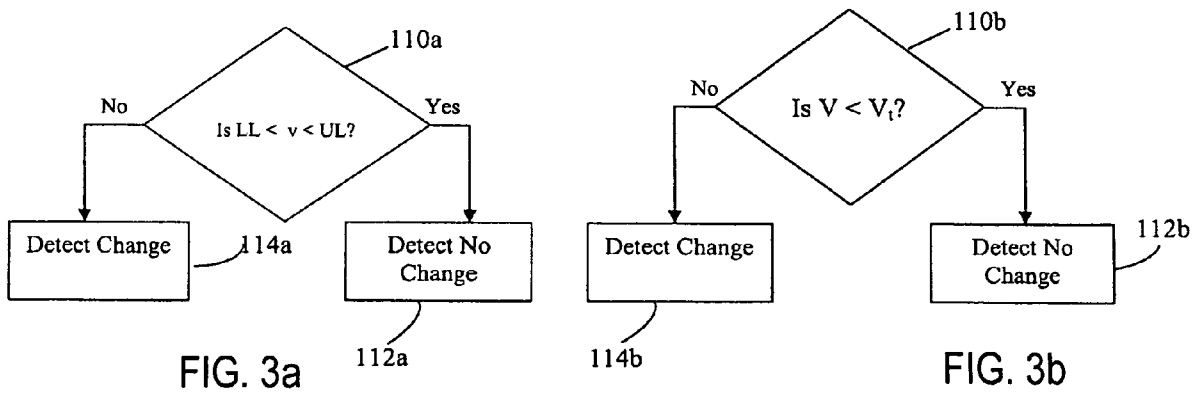 110a
No
Yes
Is LL < v < UL?
Detect Change
114a
Detect No
Change
112a
FIG. 3a
110b
No
Yes
Is V < Vₜ?
Detect Change
114b
Detect No
Change
112b
FIG. 3b